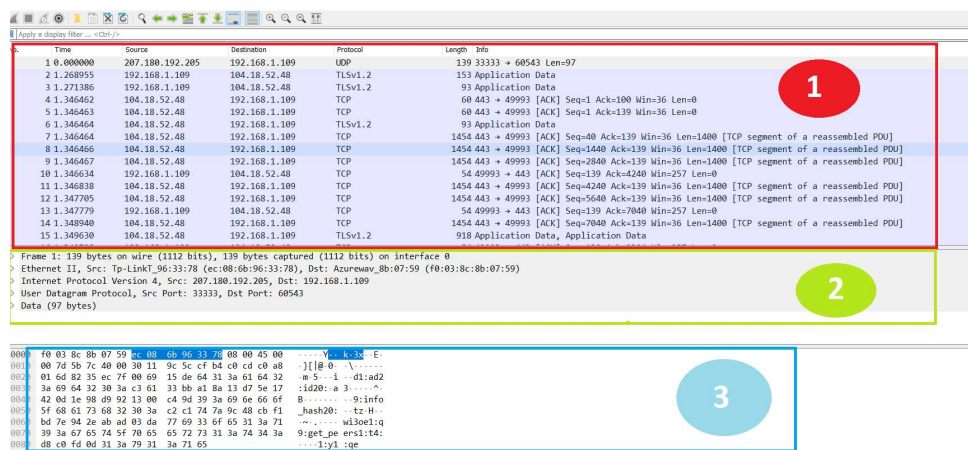 Apply a display filter ... <Ctrl-/>
Time Source Destination Protocol Length Info
1 0.000000 207.180.192.205 192.168.1.109 UDP 139 33333 → 60543 Len=97
2 1.268955 192.168.1.109 104.18.52.48 TLSv1.2 153 Application Data
3 1.271386 192.168.1.109 104.18.52.48 TLSv1.2 93 Application Data
4 1.346462 104.18.52.48 192.168.1.109 TCP 60 443 → 49993 [ACK] Seq=1 Ack=100 Win=36 Len=0
5 1.346463 104.18.52.48 192.168.1.109 TCP 60 443 → 49993 [ACK] Seq=1 Ack=139 Win=36 Len=0
6 1.346464 104.18.52.48 192.168.1.109 TLSv1.2 93 Application Data
7 1.346464 104.18.52.48 192.168.1.109 TCP 1454 443 → 49993 [ACK] Seq=40 Ack=139 Win=36 Len=1400 [TCP segment of a reassembled PDU]
8 1.346466 104.18.52.48 192.168.1.109 TCP 1454 443 → 49993 [ACK] Seq=1440 Ack=139 Win=36 Len=1400 [TCP segment of a reassembled PDU]
9 1.346467 104.18.52.48 192.168.1.109 TCP 1454 443 → 49993 [ACK] Seq=2840 Ack=139 Win=36 Len=1400 [TCP segment of a reassembled PDU]
10 1.346634 192.168.1.109 104.18.52.48 TCP 54 49993 → 443 [ACK] Seq=139 Ack=4240 Win=257 Len=0
11 1.346838 104.18.52.48 192.168.1.109 TCP 1454 443 → 49993 [ACK] Seq=4240 Ack=139 Win=36 Len=1400 [TCP segment of a reassembled PDU]
12 1.347705 104.18.52.48 192.168.1.109 TCP 1454 443 → 49993 [ACK] Seq=5640 Ack=139 Win=36 Len=1400 [TCP segment of a reassembled PDU]
13 1.347779 192.168.1.109 104.18.52.48 TCP 54 49993 → 443 [ACK] Seq=139 Ack=7040 Win=257 Len=0
14 1.348940 104.18.52.48 192.168.1.109 TCP 1454 443 → 49993 [ACK] Seq=7040 Ack=139 Win=36 Len=1400 [TCP segment of a reassembled PDU]
15 1.349630 104.18.52.48 192.168.1.109 TLSv1.2 918 Application Data, Application Data
1
Frame 1: 139 bytes on wire (1112 bits), 139 bytes captured (1112 bits) on interface 0
Ethernet II, Src: Tp-LinkT_96:33:78 (ec:08:6b:96:33:78), Dst: Azurewav_8b:07:59 (f0:03:8c:8b:07:59)
Internet Protocol Version 4, Src: 207.180.192.205, Dst: 192.168.1.109
User Datagram Protocol, Src Port: 33333, Dst Port: 60543
Data (97 bytes)
2
0000 f0 03 8c 8b 07 59 ec 08 6b 96 33 78 08 00 45 00 ·····Y·· k·3x··E·
0010 00 7d 5b 7c 40 00 30 11 9c 5c cf b4 c0 cd c0 a8 ·}[|@·0· ·\······
0020 01 6d 82 35 ec 7f 00 69 15 de 64 31 3a 61 64 32 ·m·5···i ··d1:ad2
0030 3a 69 64 32 30 3a c3 61 33 bb a1 8a 13 d7 5e 17 :id20:·a 3·····^·
0040 42 0d 1e 98 d9 92 13 00 c4 9d 39 3a 69 6e 66 6f B······· ··9:info
0050 5f 68 61 73 68 32 30 3a c2 c1 74 7a 9c 48 cb f1 _hash20: ··tz·H··
0060 bd 7e 94 2e ab ad 03 da 77 69 33 6f 65 31 3a 71 ·~·.···· wi3oe1:q
0070 39 3a 67 65 74 5f 70 65 65 72 73 31 3a 74 34 3a 9:get_pe ers1:t4:
0080 d8 c0 fd 0d 31 3a 79 31 3a 71 65 ····1:y1 :qe
3